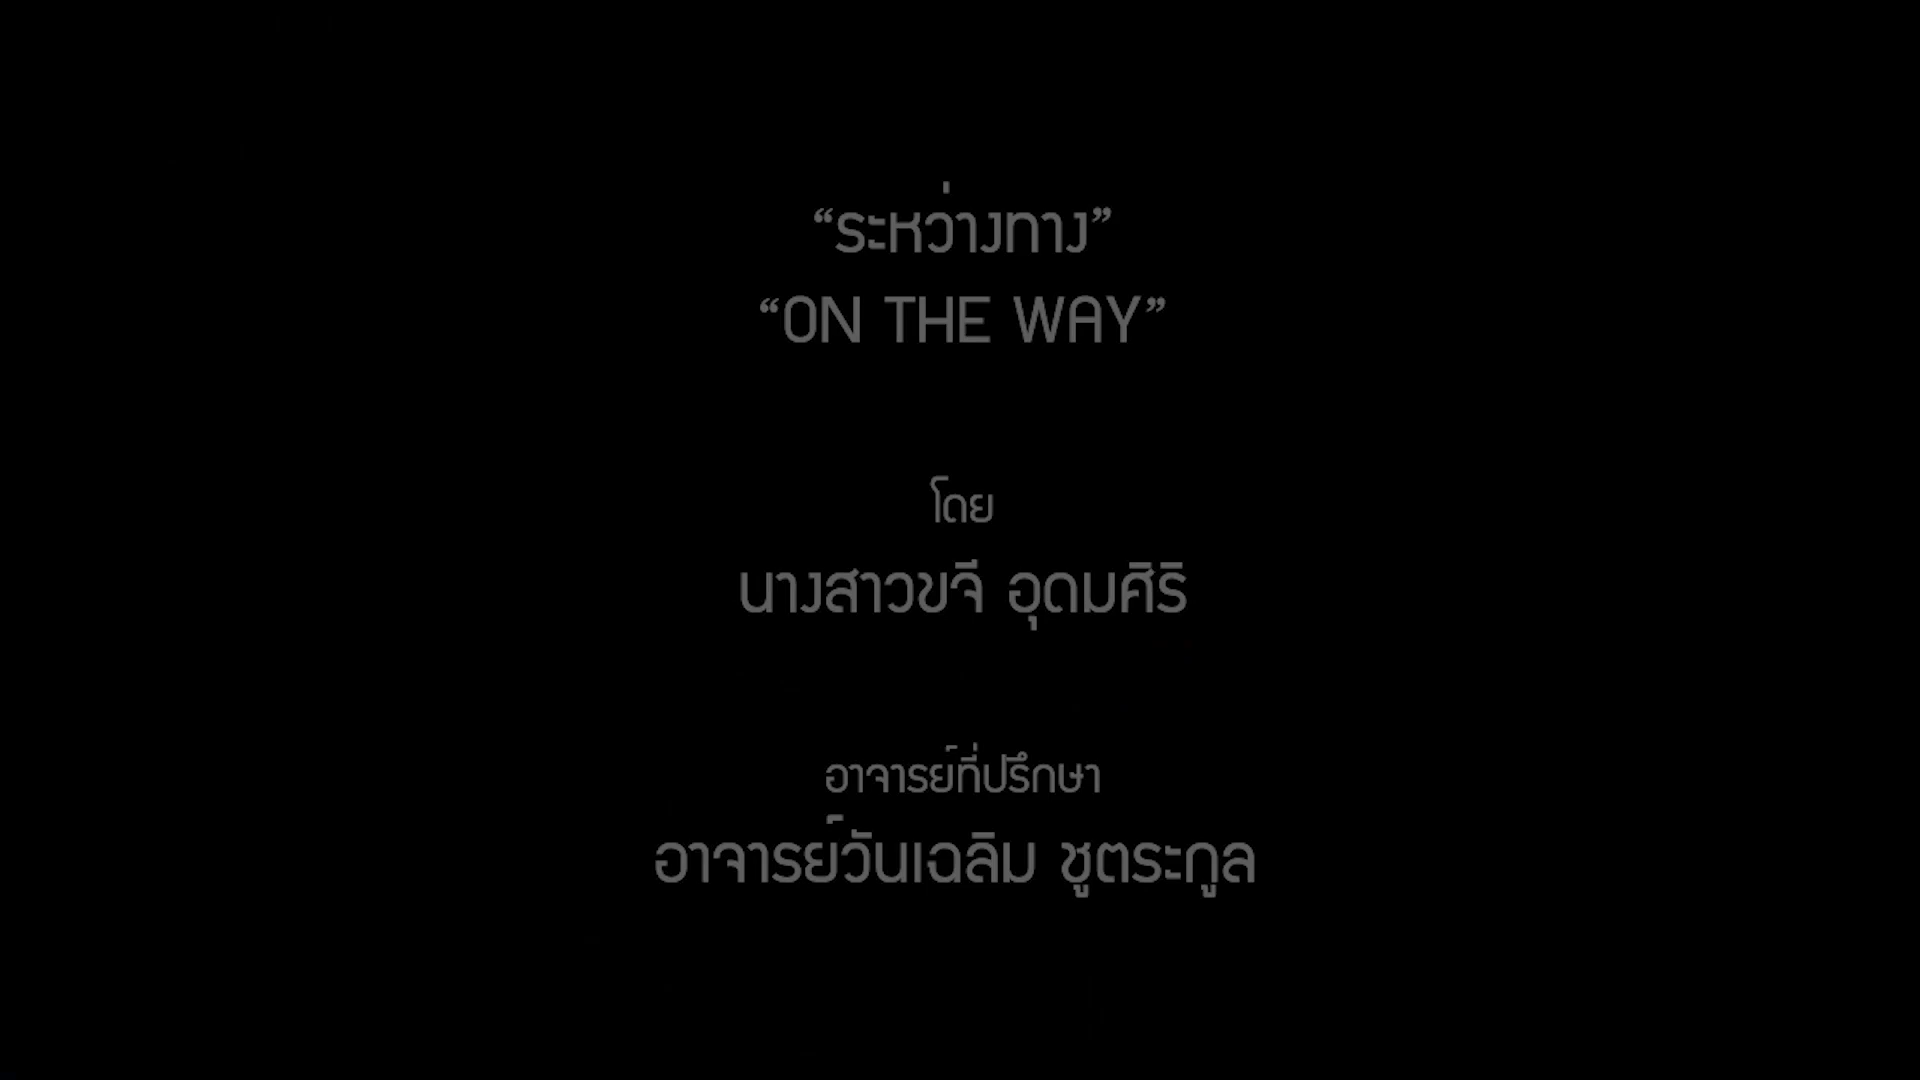 “ระหว่างทาง”
“ON THE WAY”
โดย
นางสาวขจี อุดมศิริ
อาจารย์ที่ปรึกษา
อาจารย์วันเฉลิม ชูตระกูล